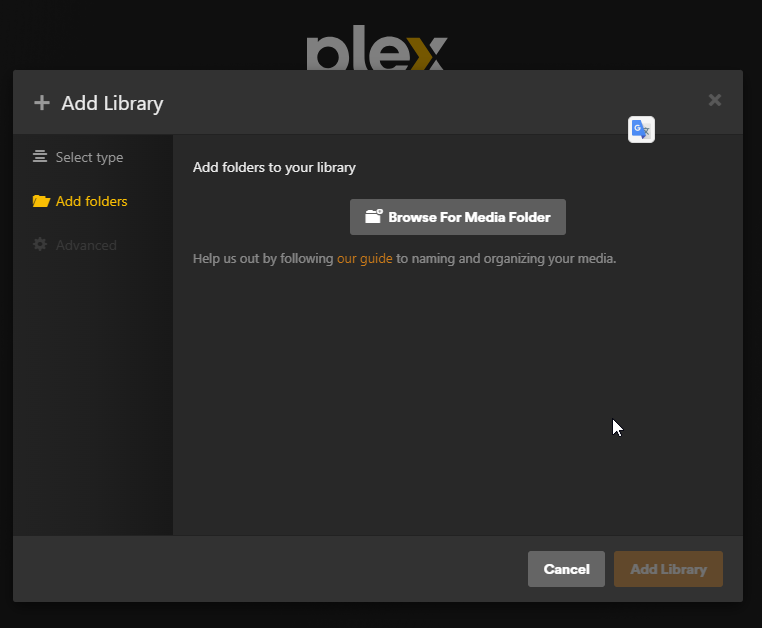 plex
Add Library
Select type
Add folders to your library
Add folders
Browse For Media Folder
Advanced
Help us out by following our guide to naming and organizing your media.
Cancel
Add Library